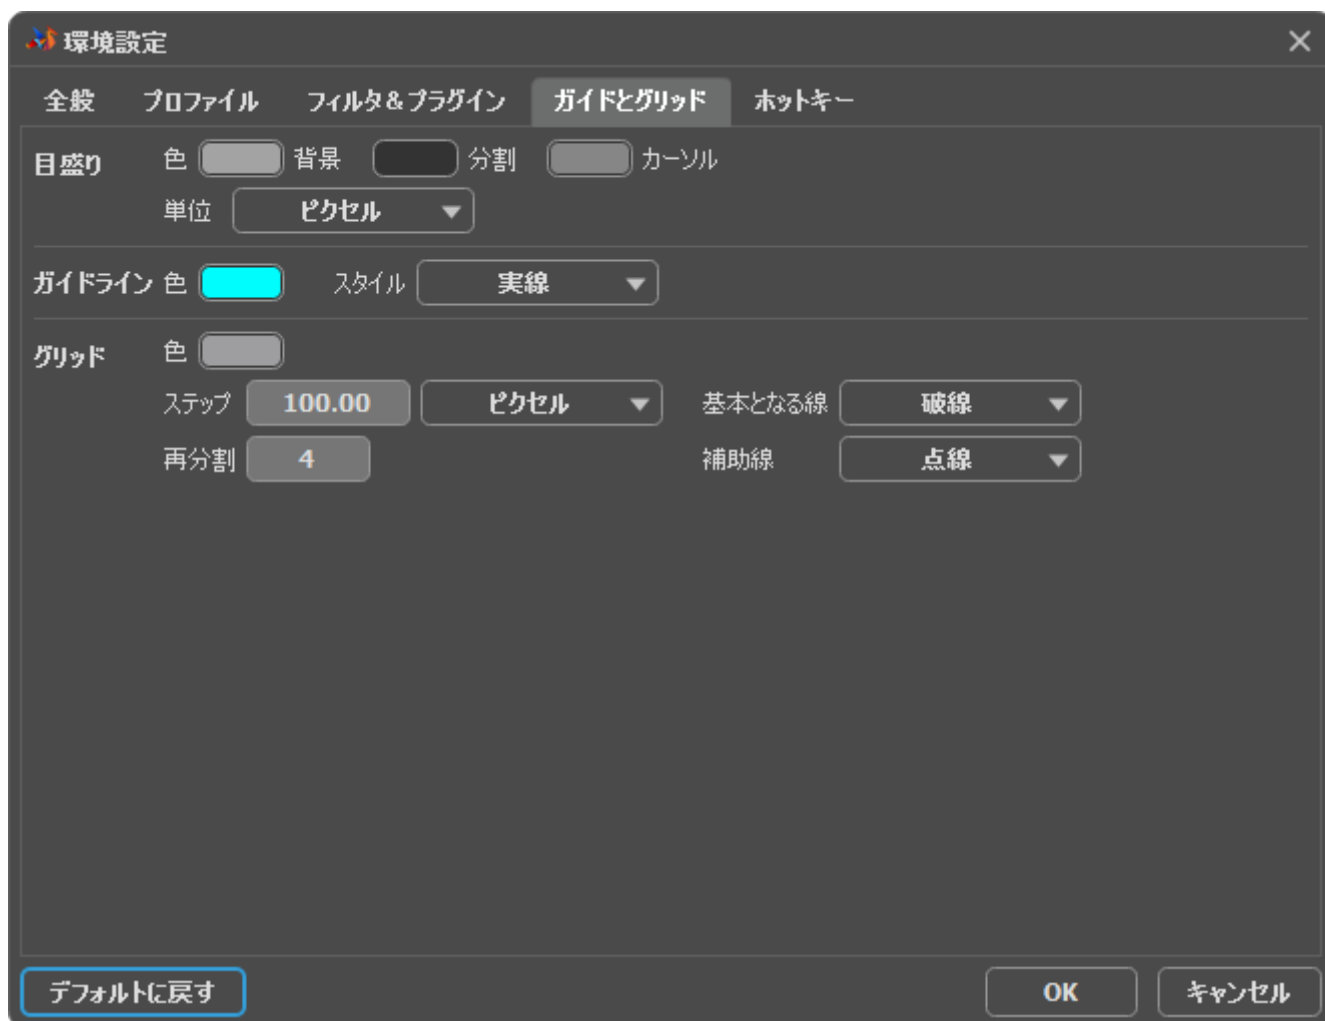 環境設定
全般 プロファイル フィルタ&プラグイン ガイドとグリッド ホットキー
目盛り 色 背景 分割 カーソル
単位 ピクセル
ガイドライン 色 スタイル 実線
グリッド 色
ステップ 100.00 ピクセル 基本となる線 破線
再分割 4 補助線 点線
デフォルトに戻す OK キャンセル